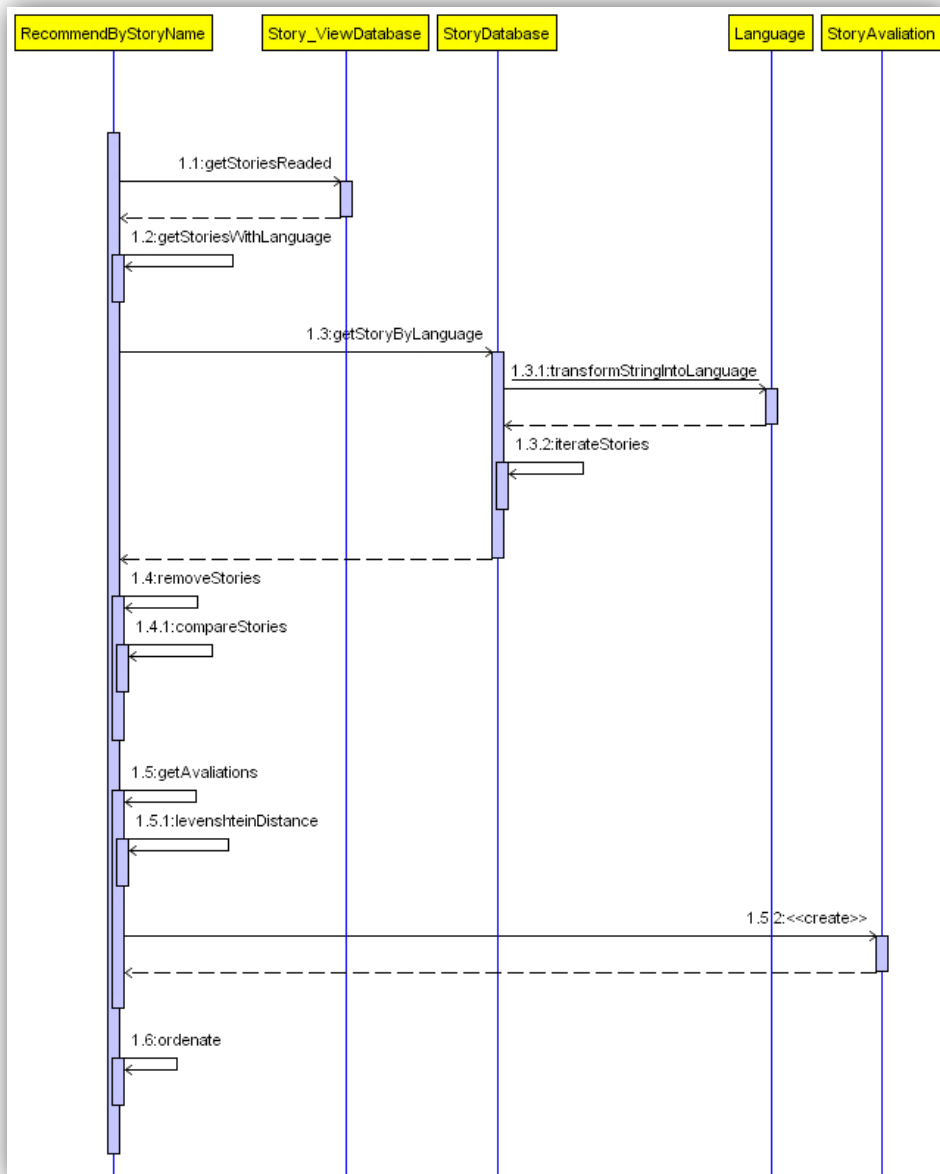 RecommendByStoryName
Story_ViewDatabase
StoryDatabase
Language
StoryAvaliation
1.1:getStoriesReaded
1.2:getStoriesWithLanguage
1.3:getStoryByLanguage
1.3.1:transformStringIntoLanguage
1.3.2:iterateStories
1.4:removeStories
1.4.1:compareStories
1.5:getAvaliations
1.5.1:levenshteinDistance
1.5.2:<<create>>
1.6:ordenate